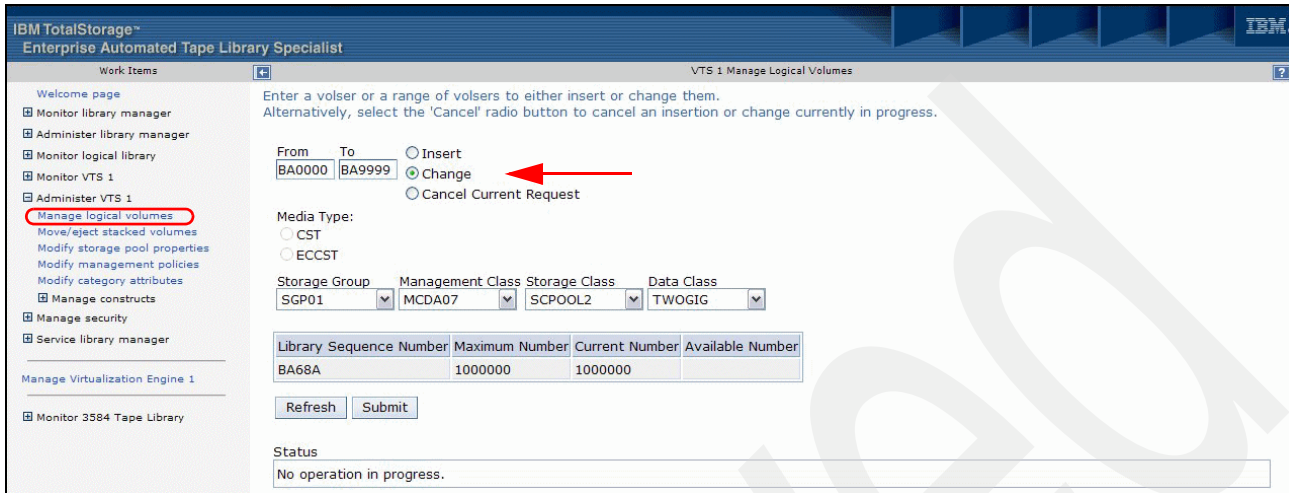 IBM TotalStorage™
Enterprise Automated Tape Library Specialist
IBM
Work Items
VTS 1 Manage Logical Volumes
?
Welcome page
Monitor library manager
Administer library manager
Monitor logical library
Monitor VTS 1
Administer VTS 1
Manage logical volumes
Move/eject stacked volumes
Modify storage pool properties
Modify management policies
Modify category attributes
Manage constructs
Manage security
Service library manager
Manage Virtualization Engine 1
Monitor 3584 Tape Library
Enter a volser or a range of volsers to either insert or change them.
Alternatively, select the 'Cancel' radio button to cancel an insertion or change currently in progress.
From To Insert
BA0000 BA9999 Change
Cancel Current Request
Media Type:
CST
ECCST
Storage Group Management Class Storage Class Data Class
SGP01 MCDA07 SCPOOL2 TWOGIG
Library Sequence Number Maximum Number Current Number Available Number
BA68A 1000000 1000000
Refresh Submit
Status
No operation in progress.